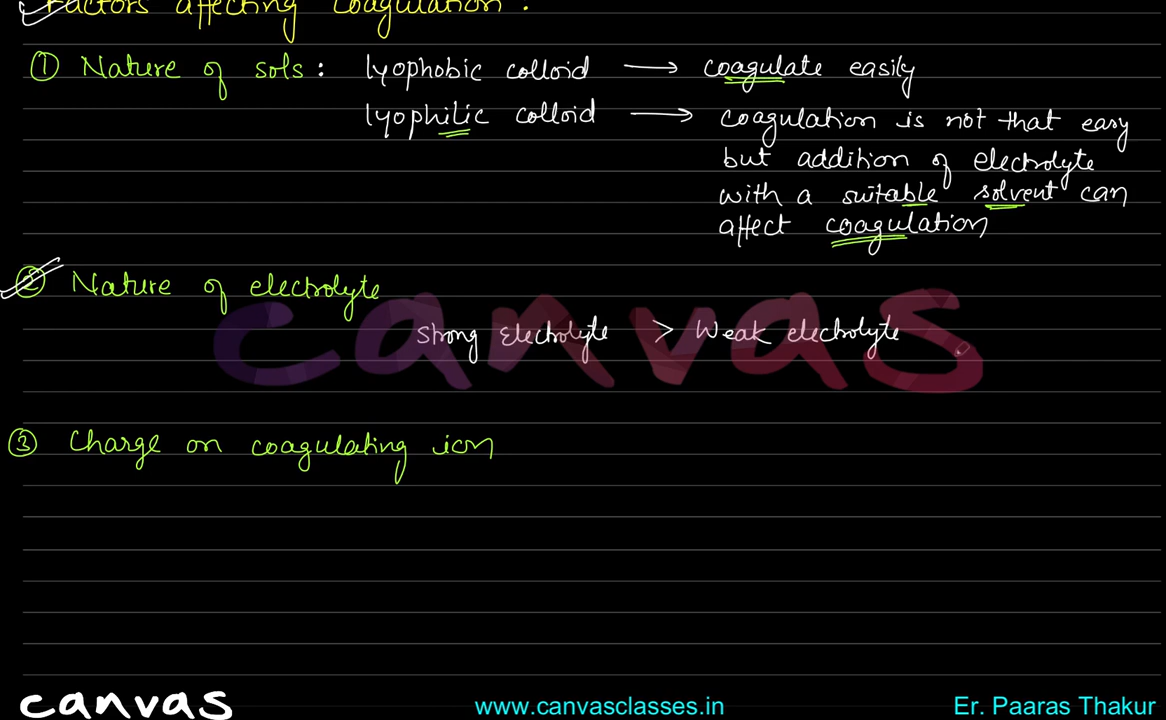 Factors affecting coagulation :
① Nature of sols : lyophobic colloid → coagulate easily
lyophilic colloid → coagulation is not that easy
but addition of electrolyte
with a suitable solvent can
affect coagulation
② Nature of electrolyte
Strong Electrolyte > Weak electrolyte
canvas
③ Charge on coagulating ion
canvas www.canvasclasses.in Er. Paaras Thakur